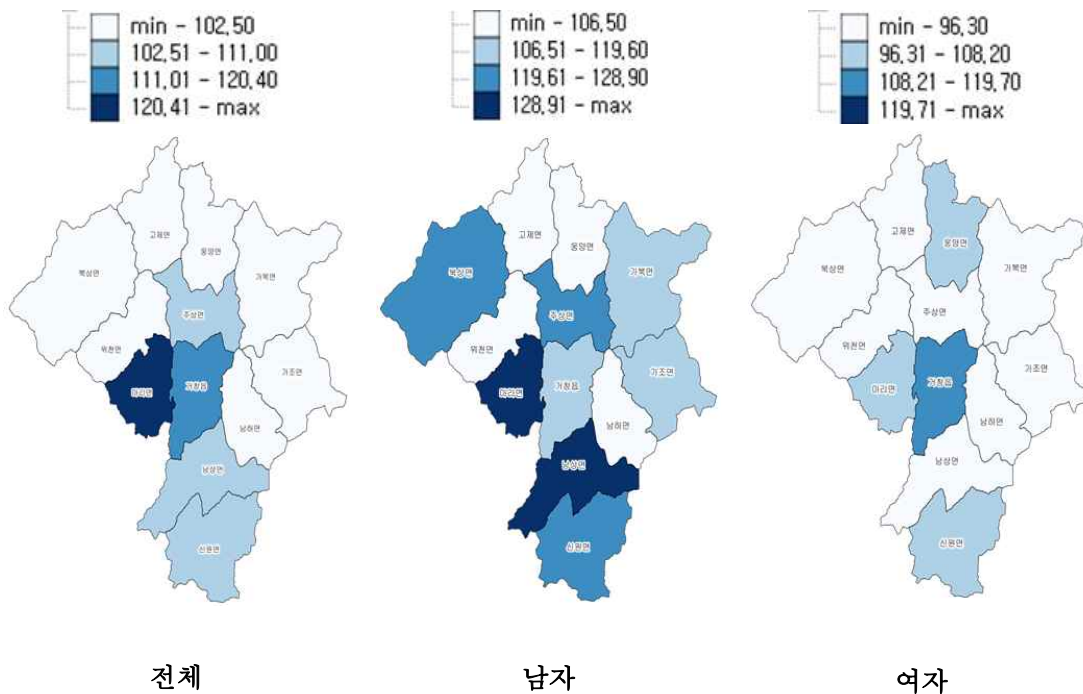 min - 102,50
102,51 - 111,00
111,01 - 120,40
120,41 - max
min - 106,50
106,51 - 119,60
119,61 - 128,90
128,91 - max
min - 96,30
96,31 - 108,20
108,21 - 119,70
119,71 - max
고제면
웅양면
북상면
가북면
주상면
위천면
마리면
거창읍
가조면
남하면
남상면
신원면
고제면
웅양면
북상면
가북면
주상면
위천면
마리면
거창읍
가조면
남하면
남상면
신원면
고제면
웅양면
북상면
가북면
주상면
위천면
마리면
거창읍
가조면
남하면
남상면
신원면
전체
남자
여자